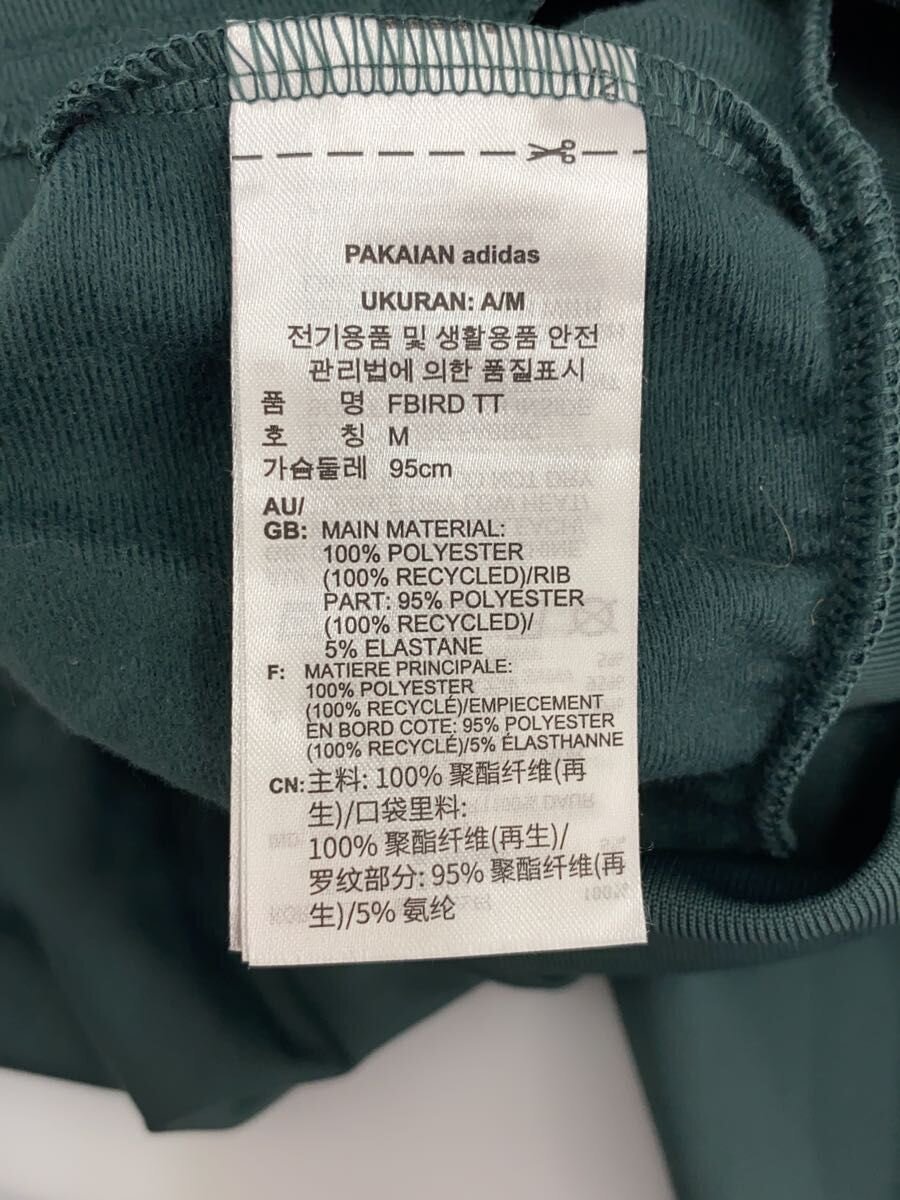 PAKAIAN adidas
UKURAN: A/M
전기용품 및 생활용품 안전
관리법에 의한 품질표시
품 명 FBIRD TT
호 칭 M
가슴둘레 95cm
AU/
GB: MAIN MATERIAL:
100% POLYESTER
(100% RECYCLED)/RIB
PART: 95% POLYESTER
(100% RECYCLED)/
5% ELASTANE
F: MATIERE PRINCIPALE:
100% POLYESTER
(100% RECYCLÉ)/EMPIECEMENT
EN BORD COTE: 95% POLYESTER
(100% RECYCLÉ)/5% ÉLASTHANNE
CN: 主料: 100% 聚酯纤维(再
生)/口袋里料:
100% 聚酯纤维(再生)/
罗纹部分: 95% 聚酯纤维(再
生)/5% 氨纶